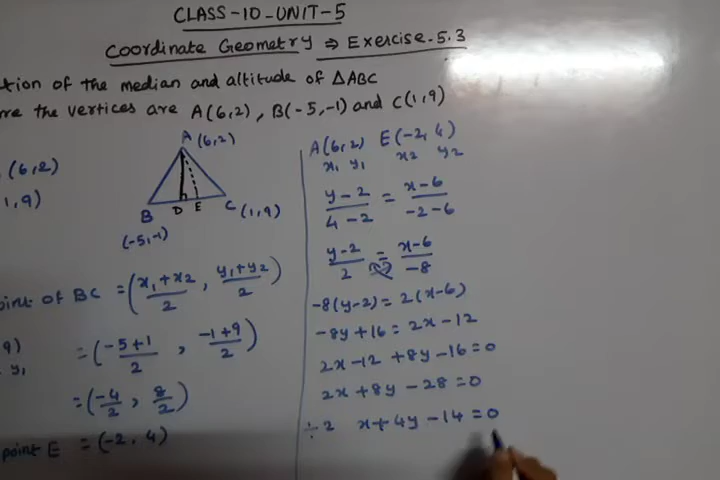 CLASS-10-UNIT-5
Coordinate Geometry ⇒ Exercise-5.3
tion of the median and altitude of ΔABC
re the vertices are A(6,2), B(-5,-1) and C(1,9)
(6,2)
1,9)
A (6,2)
B D E C (1,9)
(-5,-1)
oint of BC = (x₁+x₂/2 , y₁+y₂/2)
9)
y₁
= (-5+1/2 , -1+9/2)
= (-4/2 , 8/2)
point E = (-2, 4)
A(6,2) E(-2,4)
x₁ y₁ x₂ y₂
y-2/4-2 = x-6/-2-6
y-2/2 = x-6/-8
-8(y-2) = 2(x-6)
-8y+16 = 2x-12
2x-12+8y-16=0
2x+8y-28=0
÷2 x+4y-14=0